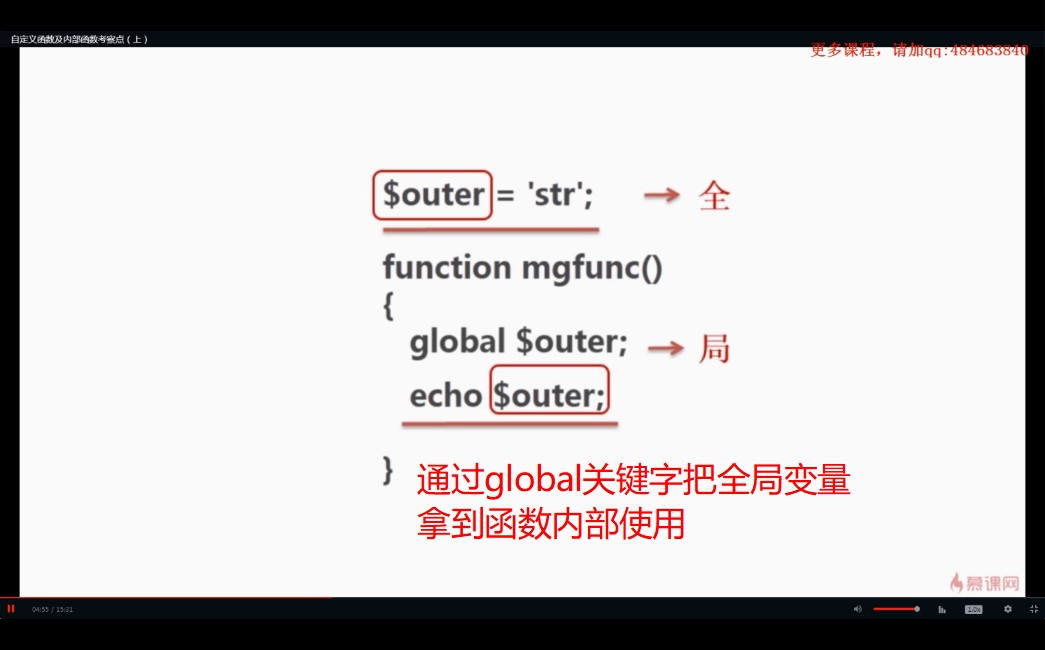 自定义函数及内部函数考察点（上）
更多课程，请加qq:484683840
$outer = 'str'; → 全
function mgfunc()
{
global $outer; → 局
echo $outer;
}
通过global关键字把全局变量
拿到函数内部使用
慕课网
04:55 / 15:31
1.0x